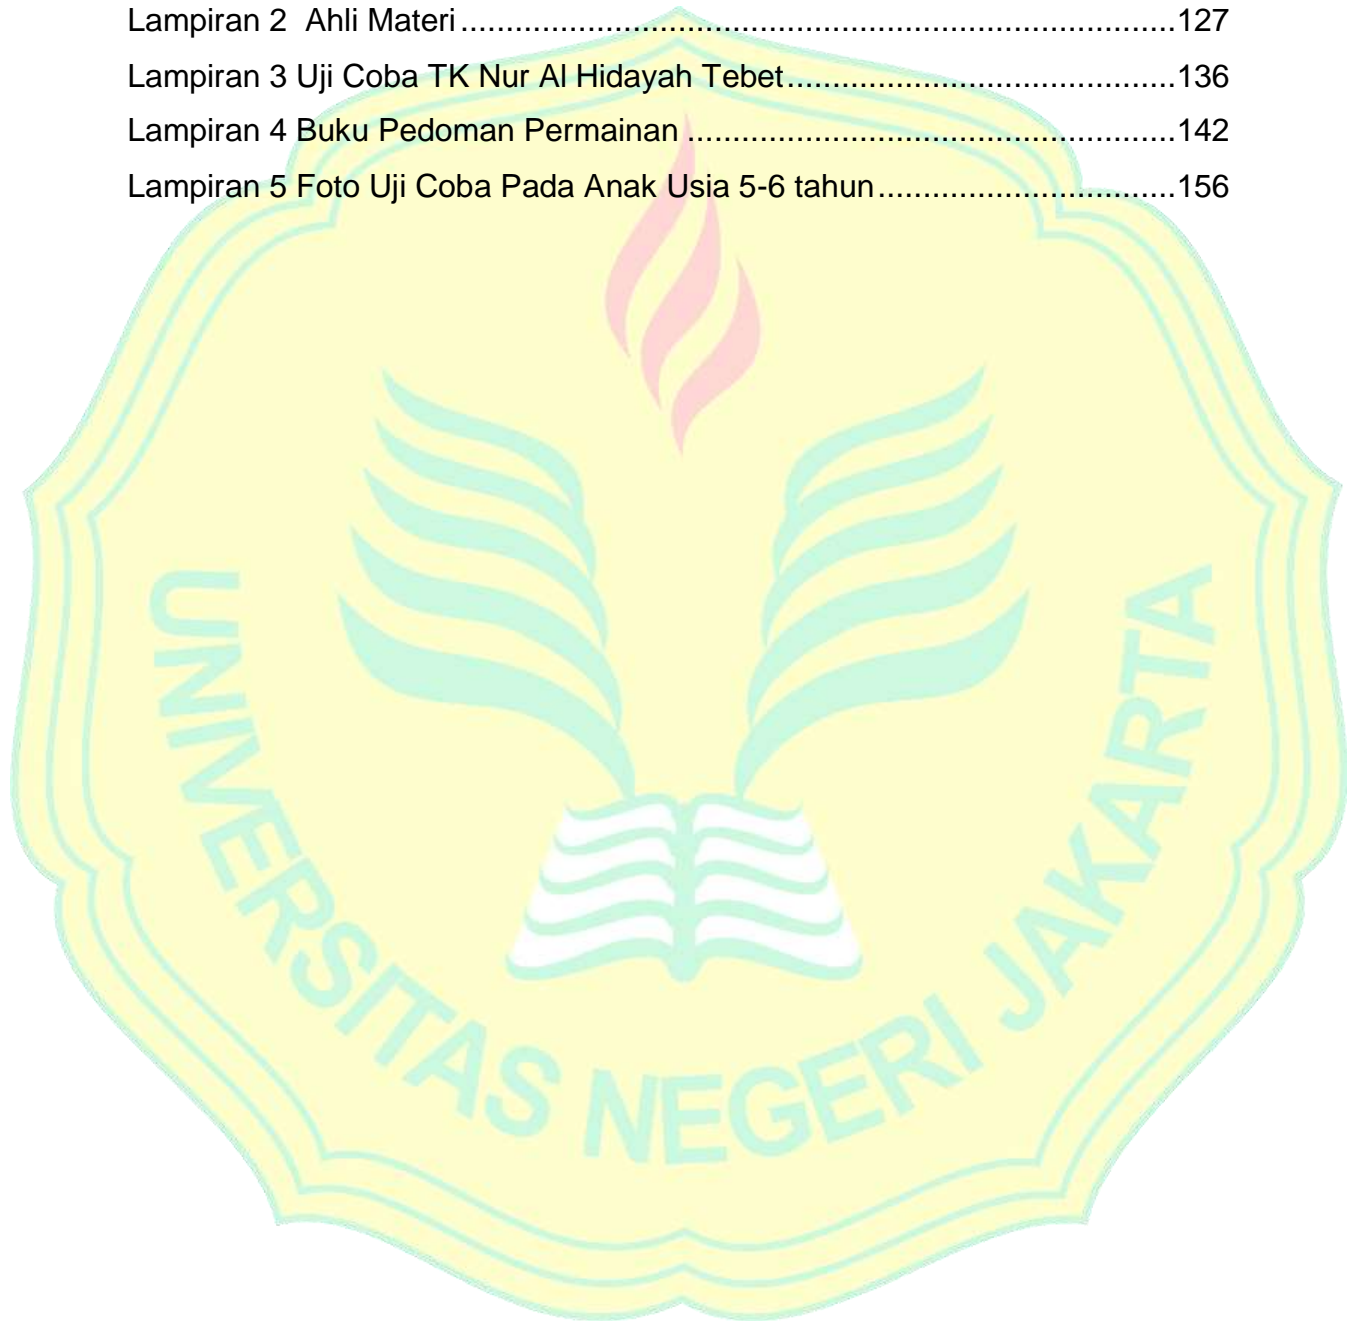 Lampiran 2  Ahli Materi................................................................................127
Lampiran 3 Uji Coba TK Nur Al Hidayah Tebet...........................................136
Lampiran 4 Buku Pedoman Permainan......................................................142
Lampiran 5 Foto Uji Coba Pada Anak Usia 5-6 tahun.................................156
UNIVERSITAS NEGERI JAKARTA